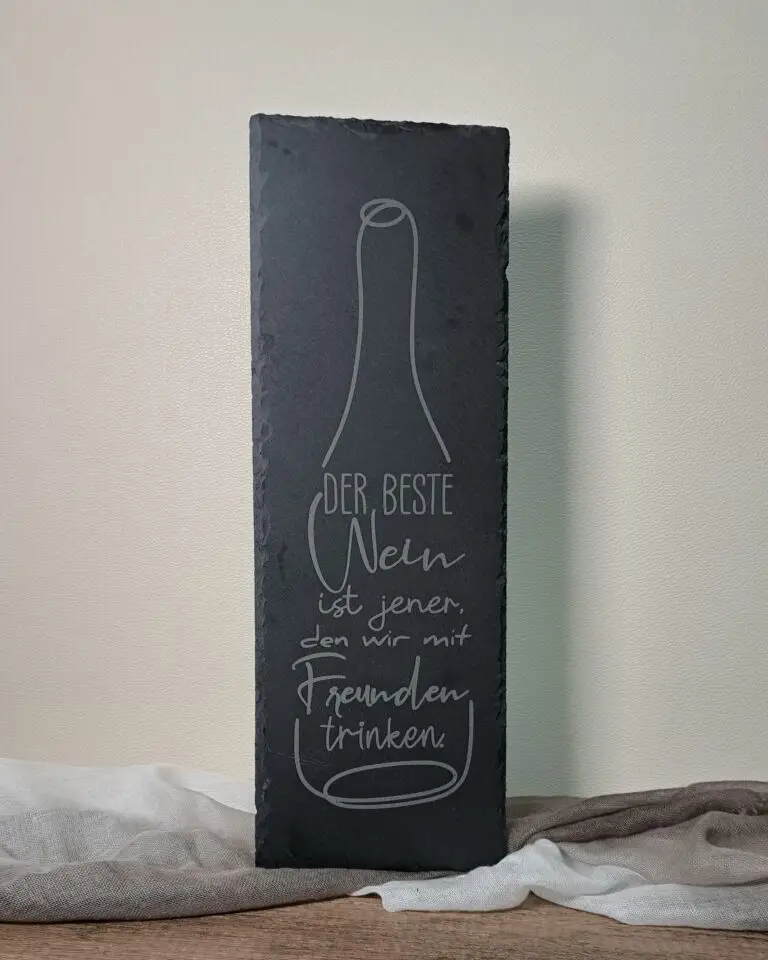 DER BESTE
Wein
ist jener,
den wir mit
Freunden
trinken.